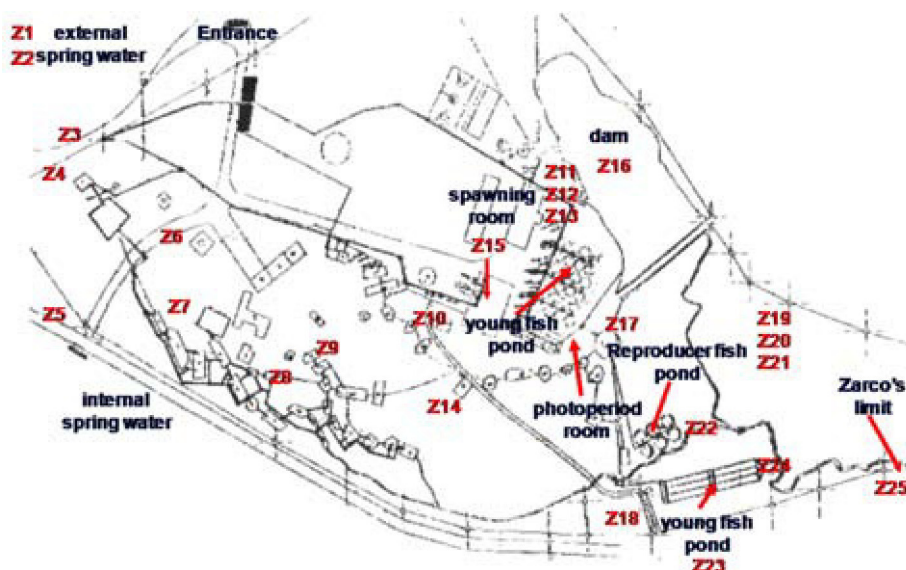 Z1 external
Z2 spring water
Entrance
Z3
Z4
dam
Z11
Z16
spawning
room
Z12
Z13
Z15
Z6
Z5
Z7
Z10
young fish
pond
Z17
Z19
Z20
Z21
Z9
Reproducer fish
pond
Z8
internal
spring water
Z14
photoperiod
room
Zarco's
limit
Z22
Z24
Z25
Z18
young fish
pond
Z23